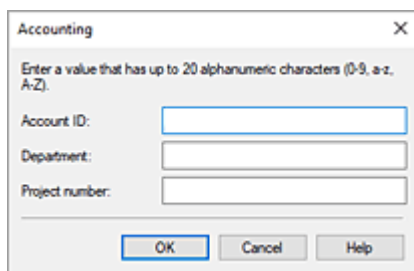 Accounting
Enter a value that has up to 20 alphanumeric characters (0-9, a-z,
A-Z).
Account ID:
Department:
Project number:
OK Cancel Help